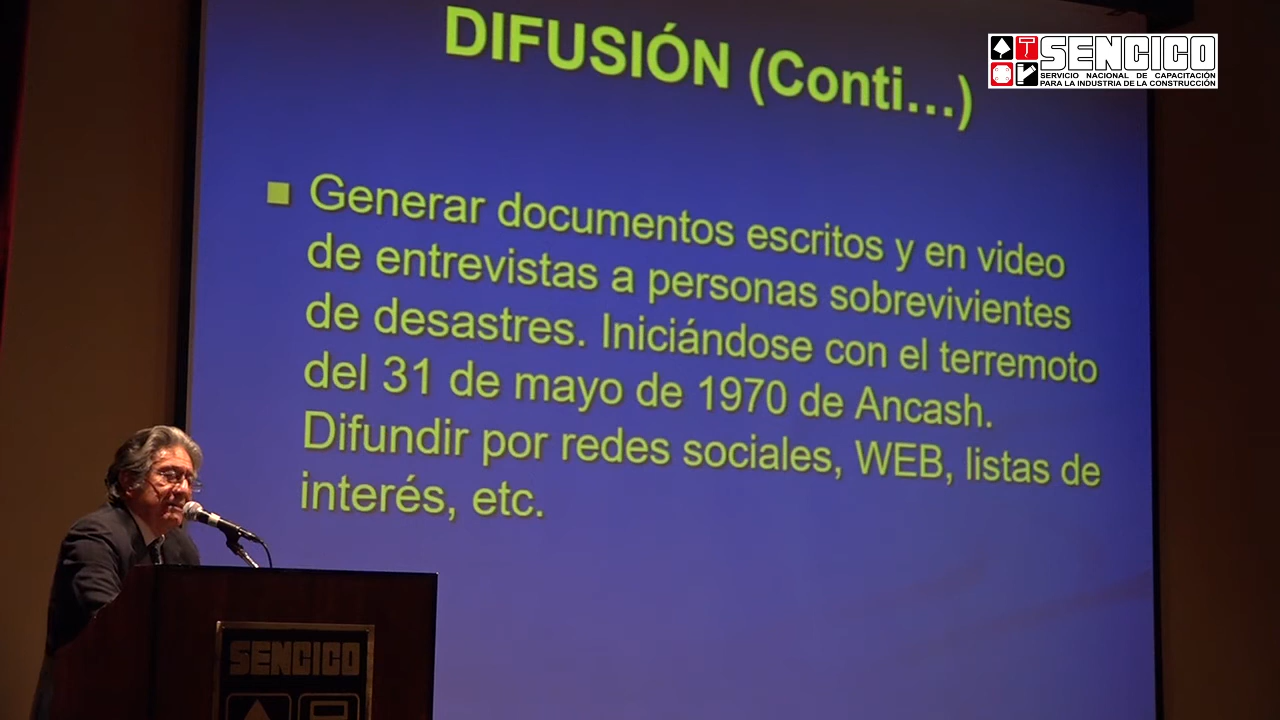 DIFUSIÓN (Conti...)
SENCICO
SERVICIO NACIONAL DE CAPACITACIÓN
PARA LA INDUSTRIA DE LA CONSTRUCCIÓN
Generar documentos escritos y en video
de entrevistas a personas sobrevivientes
de desastres. Iniciándose con el terremoto
del 31 de mayo de 1970 de Ancash.
Difundir por redes sociales, WEB, listas de
interés, etc.
SENCICO